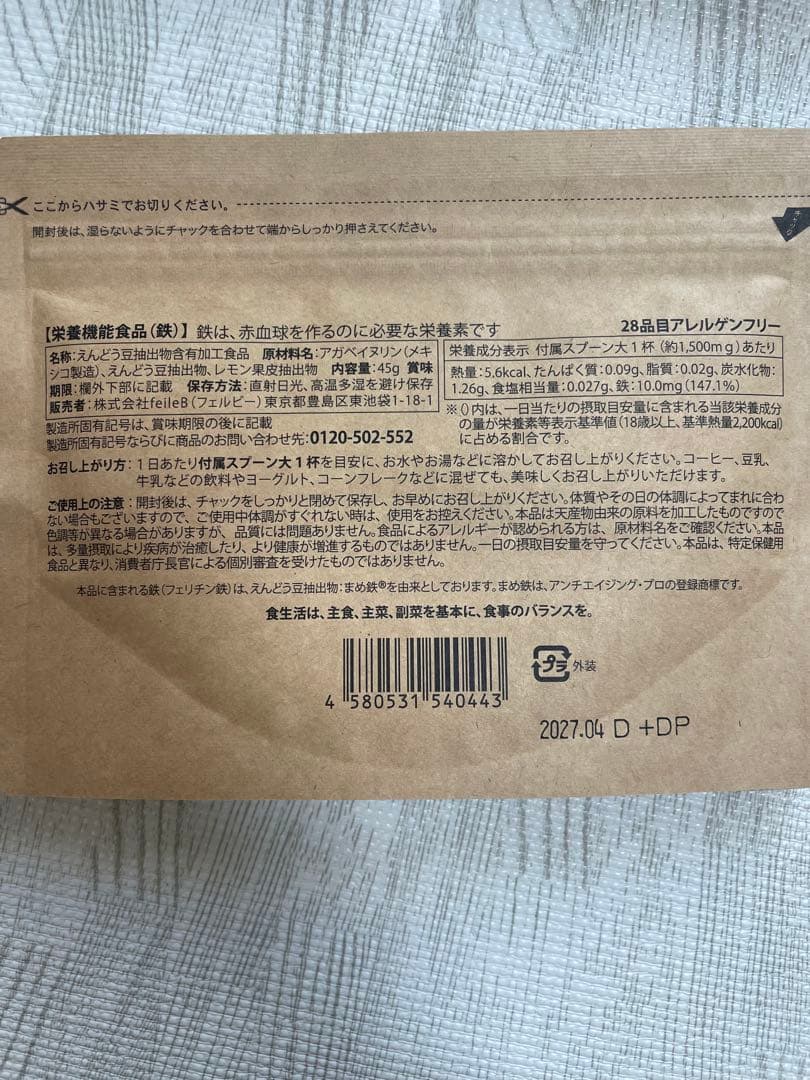 ここからハサミでお切りください。
開封後は、湿らないようにチャックを合わせて端からしっかり押さえてください。
チャック
【栄養機能食品(鉄)】鉄は、赤血球を作るのに必要な栄養素です
28品目アレルゲンフリー
名称:えんどう豆抽出物含有加工食品 原材料名:アガベイヌリン(メキ
シコ製造)、えんどう豆抽出物、レモン果皮抽出物 内容量:45g 賞味
期限:欄外下部に記載 保存方法:直射日光、高温多湿を避け保存
販売者:株式会社feileB(フェルビー)東京都豊島区東池袋1-18-1
製造所固有記号は、賞味期限の後に記載
製造所固有記号ならびに商品のお問い合わせ先:0120-502-552
栄養成分表示 付属スプーン大1杯(約1,500mg)あたり
熱量:5.6kcal、たんぱく質:0.09g、脂質:0.02g、炭水化物:
1.26g、食塩相当量:0.027g、鉄:10.0mg(147.1%)
※()内は、一日当たりの摂取目安量に含まれる当該栄養成分
の量が栄養素等表示基準値(18歳以上、基準熱量2,200kcal)
に占める割合です。
お召し上がり方:1日あたり付属スプーン大1杯を目安に、お水やお湯などに溶かしてお召し上がりください。コーヒー、豆乳、
牛乳などの飲料やヨーグルト、コーンフレークなどに混ぜても、美味しくお召し上がりいただけます。
ご使用上の注意:開封後は、チャックをしっかりと閉めて保存し、お早めにお召し上がりください。体質やその日の体調によってまれに合わ
ない場合もございますので、ご使用中体調がすぐれない時は、使用をお控えください。本品は天産物由来の原料を加工したものですので
色調等が異なる場合がありますが、品質には問題ありません。食品によるアレルギーが認められる方は、原材料名をご確認ください。本品
は、多量摂取により疾病が治癒したり、より健康が増進するものではありません。一日の摂取目安量を守ってください。本品は、特定保健用
食品と異なり、消費者庁長官による個別審査を受けたものではありません。
本品に含まれる鉄(フェリチン鉄)は、えんどう豆抽出物:まめ鉄®を由来としております。まめ鉄は、アンチエイジング・プロの登録商標です。
食生活は、主食、主菜、副菜を基本に、食事のバランスを。
プラ 外装
4 580531 540443
2027.04 D +DP